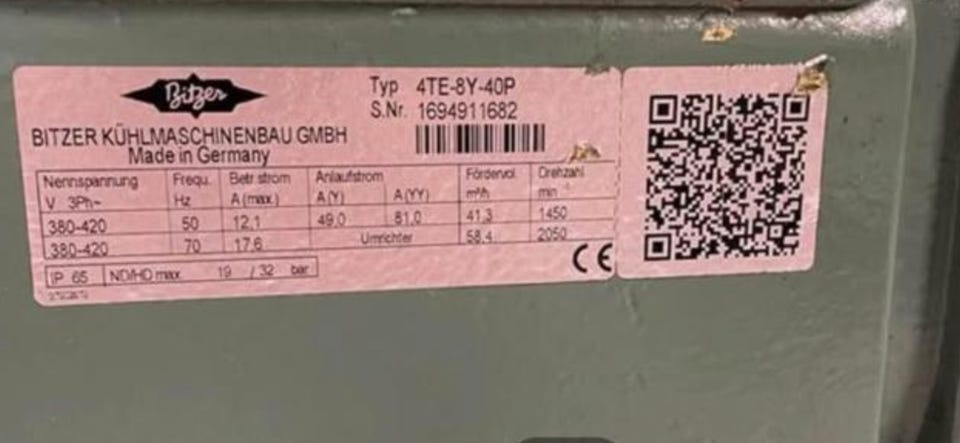 Bitzer
BITZER KÜHLMASCHINENBAU GMBH
Made in Germany
Typ 4TE-8Y-40P
S.Nr. 1694911682
Nennspannung Frequ. Betr strom Anlaufstrom Fördervol Drehzahl
V 3Ph~ Hz A (max.) A (Y) A (YY) m³/h min
380-420 50 12,1 49,0 81,0 41,3 1450
380-420 70 17,6 Umrichter 58,4 2050
IP 65 ND/HD max. 19 / 32 bar
CE